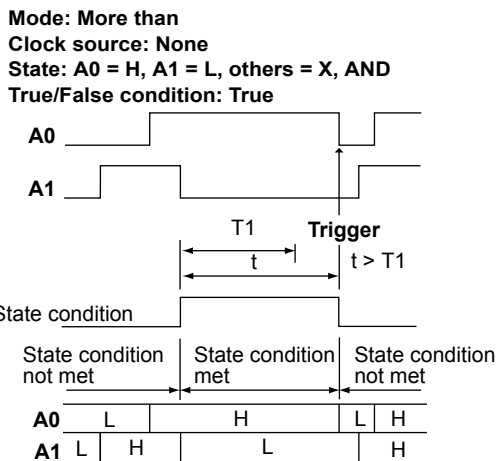 Mode: More than
Clock source: None
State: A0 = H, A1 = L, others = X, AND
True/False condition: True
A0
A1
T1
Trigger
t
t > T1
State condition
State condition not met
State condition met
State condition not met
A0 L H L H
A1 L H L H